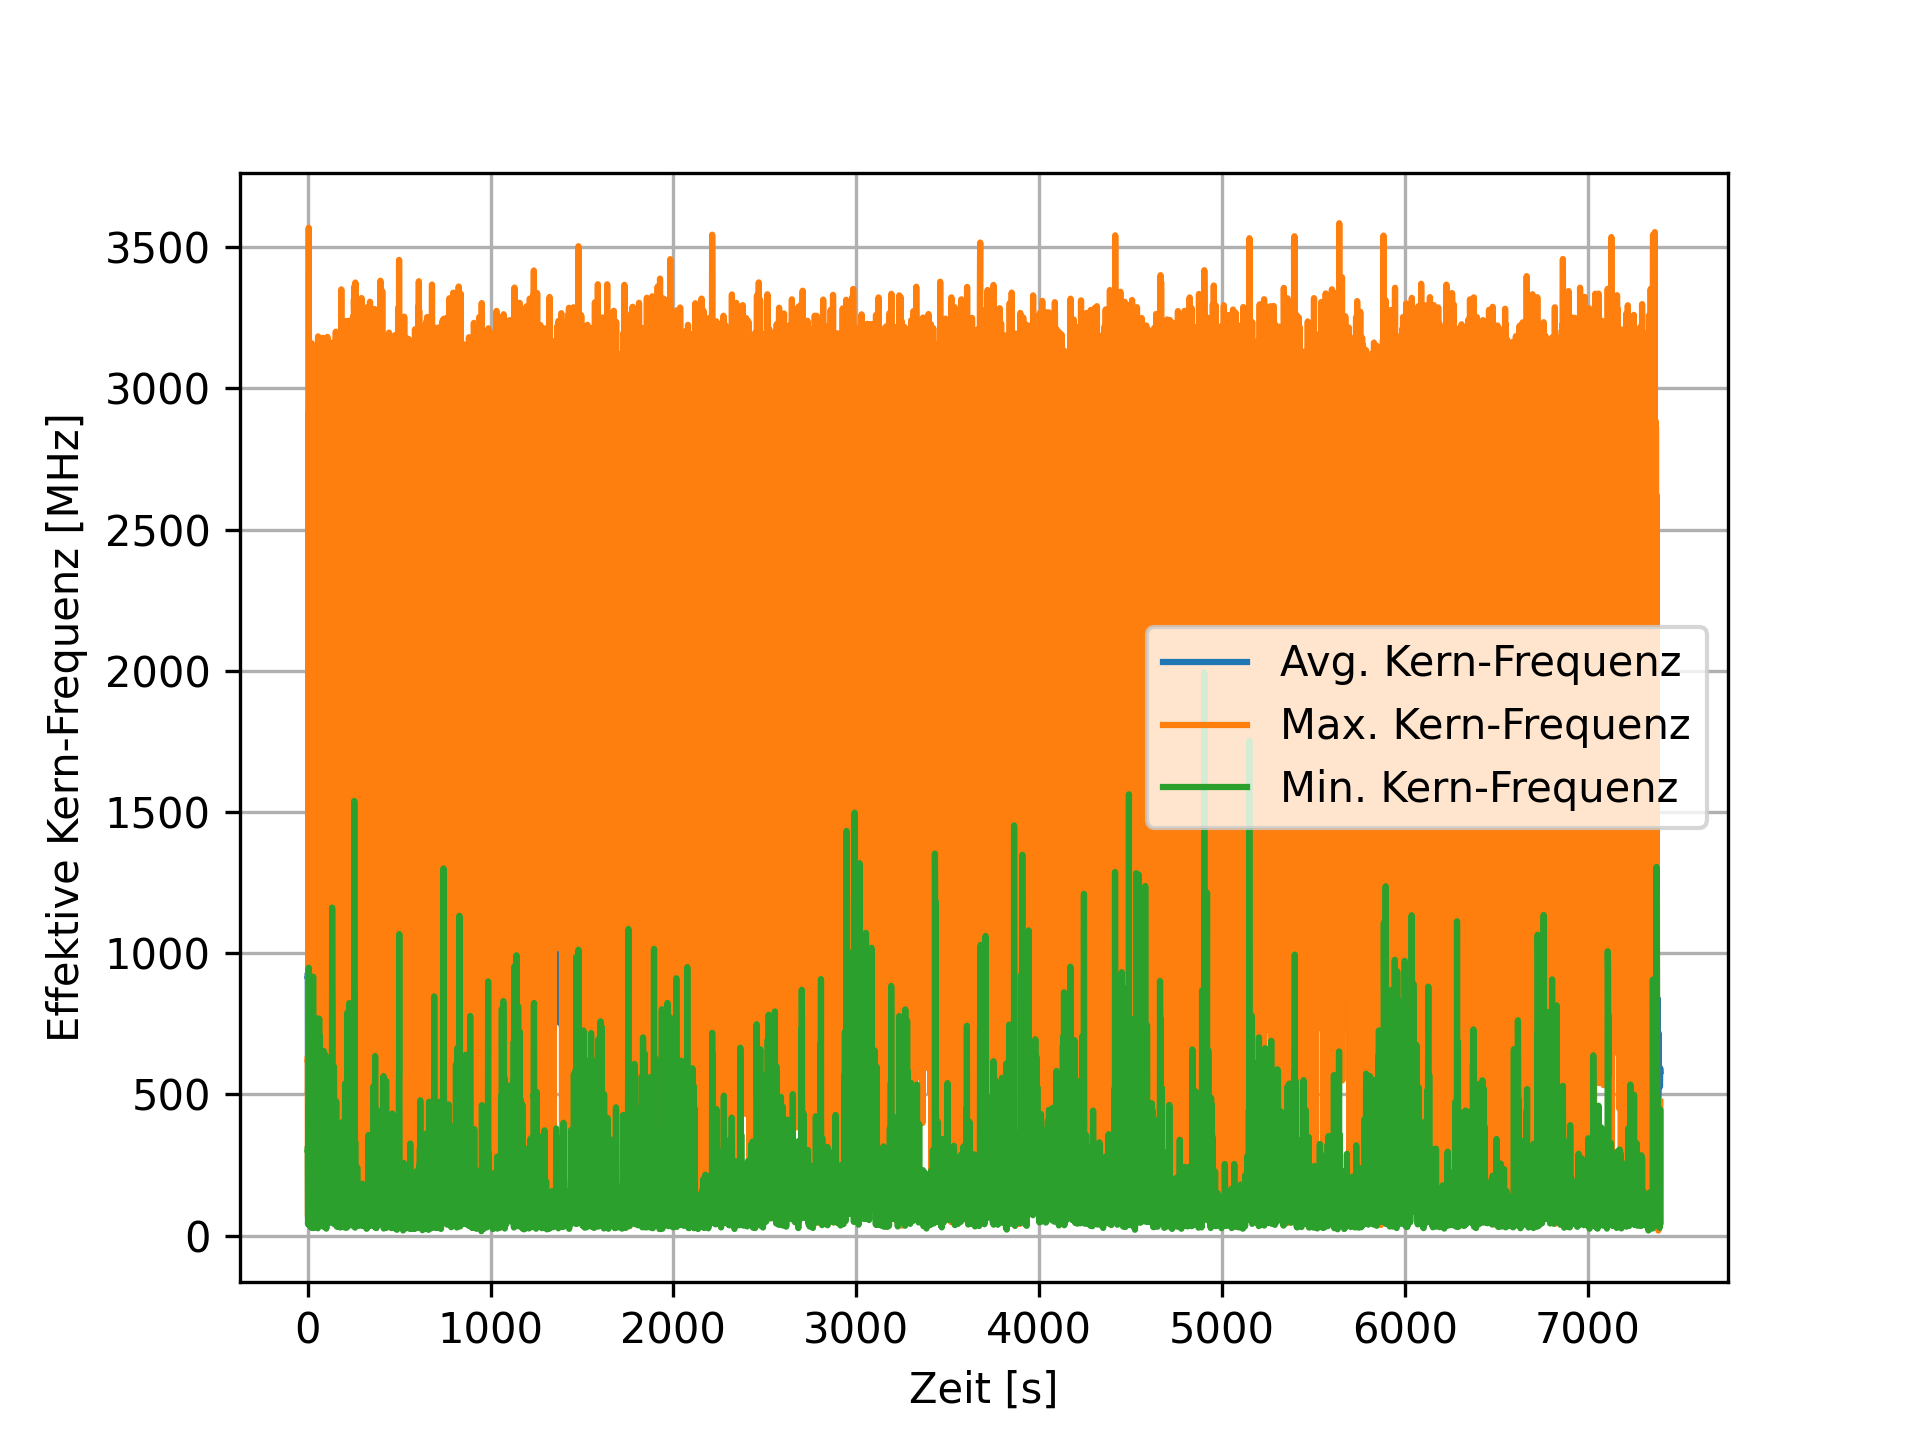 Effektive Kern-Frequenz [MHz]
3500
3000
2500
2000
1500
1000
500
0
Avg. Kern-Frequenz
Max. Kern-Frequenz
Min. Kern-Frequenz
0 1000 2000 3000 4000 5000 6000 7000
Zeit [s]